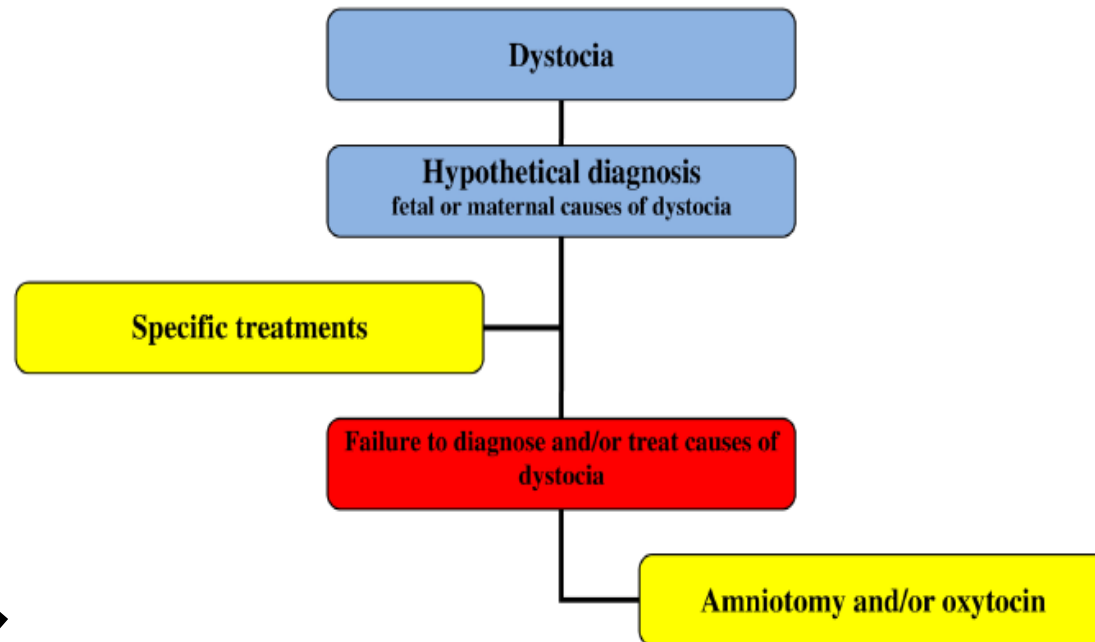 Dystocia
Hypothetical diagnosis
fetal or maternal causes of dystocia
Specific treatments
Failure to diagnose and/or treat causes of
dystocia
Amniotomy and/or oxytocin